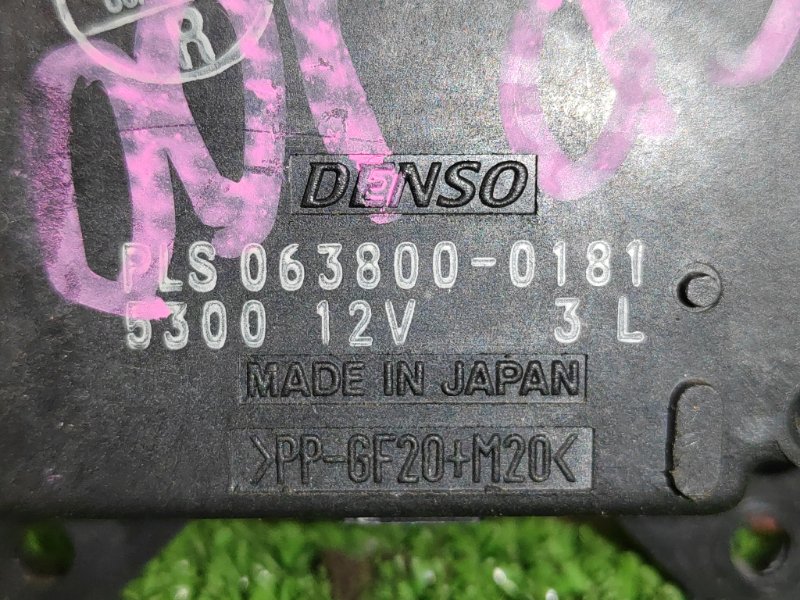 R
DENSO
PLS 063800-0181
5300 12V 3 L
MADE IN JAPAN
>PP-GF20+M20<